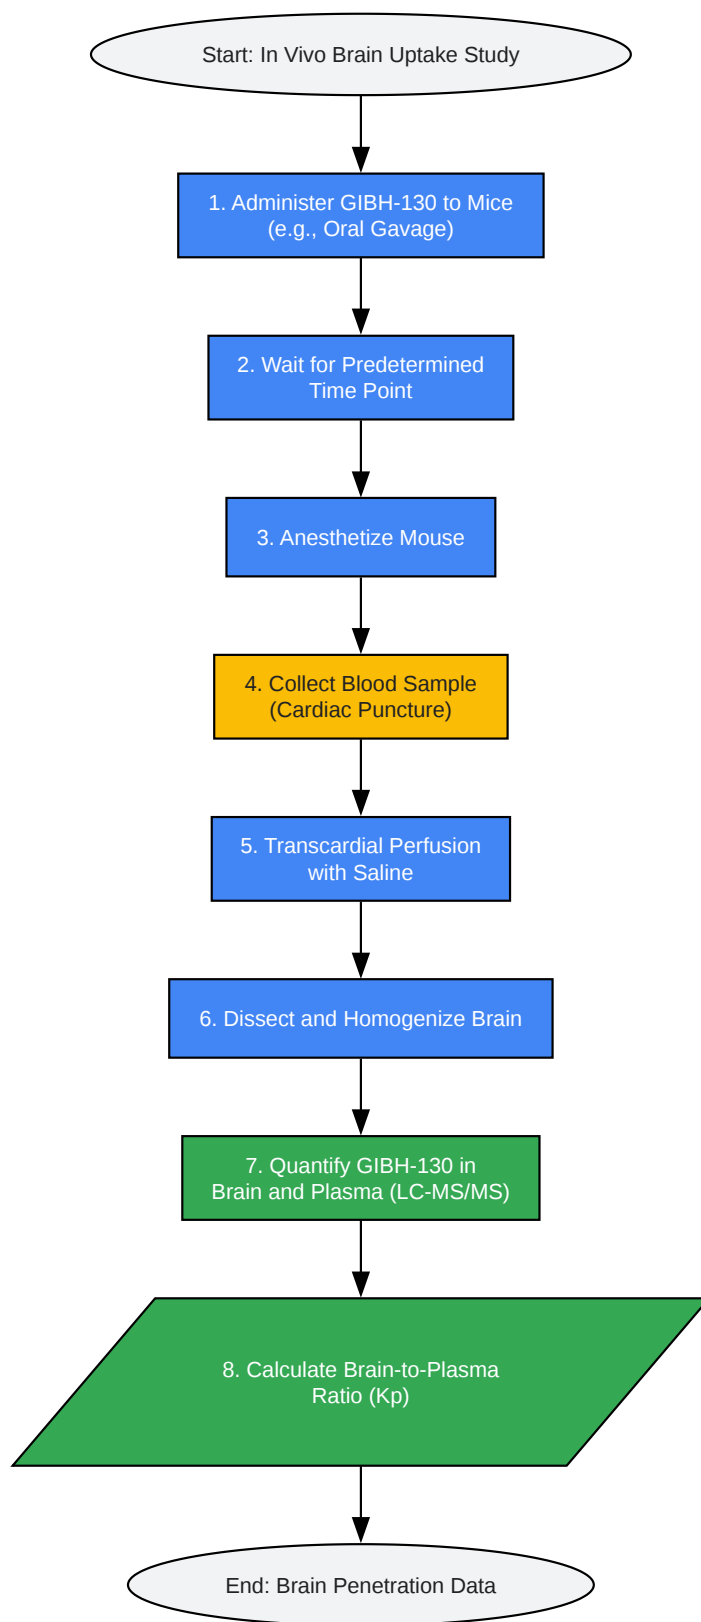 Start: In Vivo Brain Uptake Study
1. Administer GIBH-130 to Mice
(e.g., Oral Gavage)
2. Wait for Predetermined
Time Point
3. Anesthetize Mouse
4. Collect Blood Sample
(Cardiac Puncture)
5. Transcardial Perfusion
with Saline
6. Dissect and Homogenize Brain
7. Quantify GIBH-130 in
Brain and Plasma (LC-MS/MS)
8. Calculate Brain-to-Plasma
Ratio (Kp)
End: Brain Penetration Data